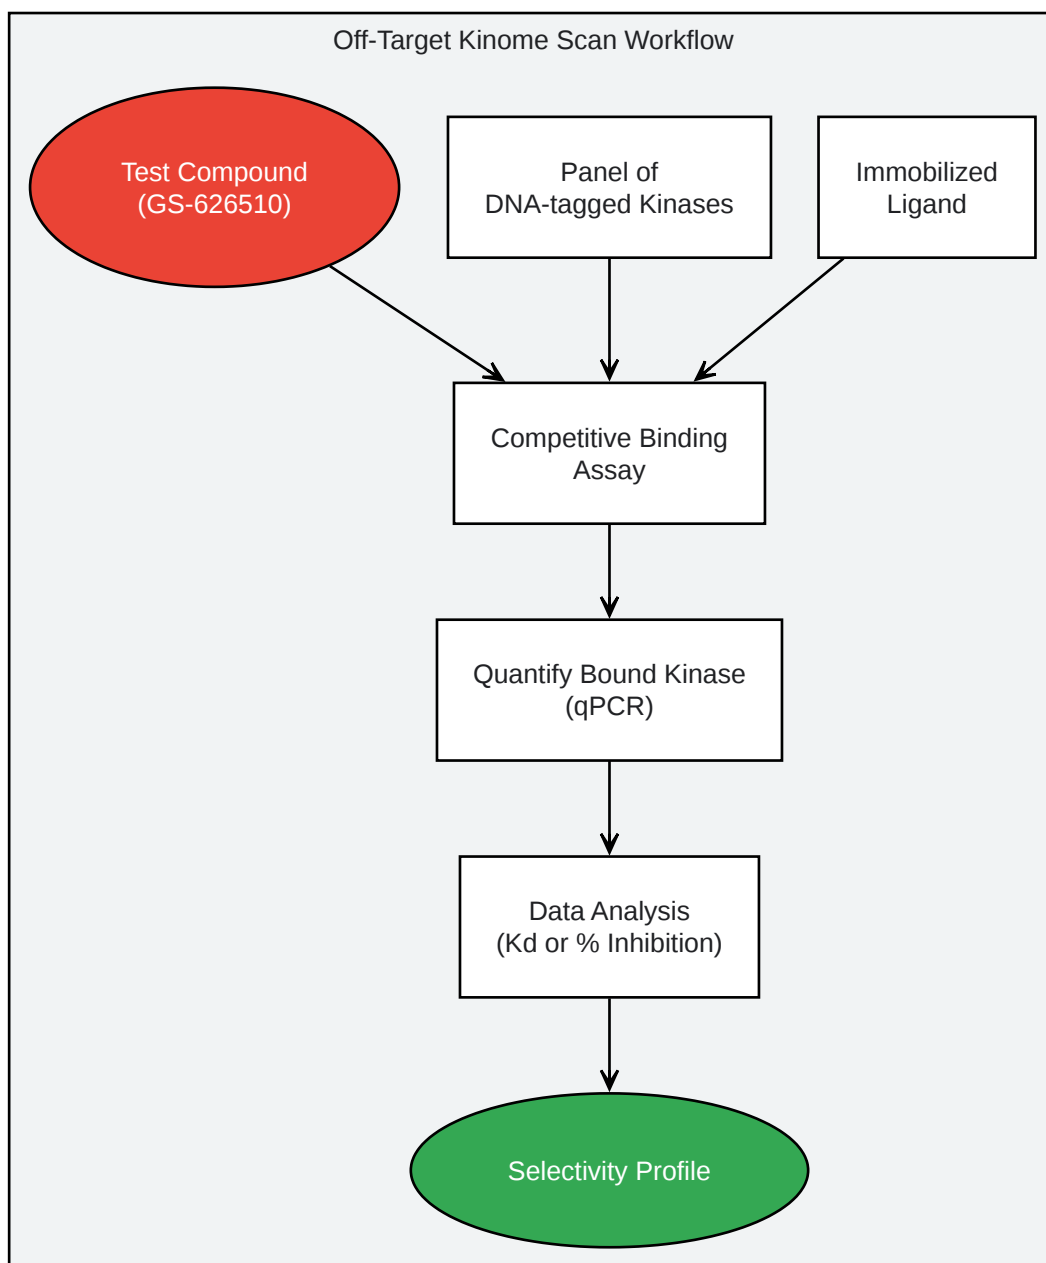 Off-Target Kinome Scan Workflow
Test Compound
(GS-626510)
Panel of
DNA-tagged Kinases
Immobilized
Ligand
Competitive Binding
Assay
Quantify Bound Kinase
(qPCR)
Data Analysis
(Kd or % Inhibition)
Selectivity Profile